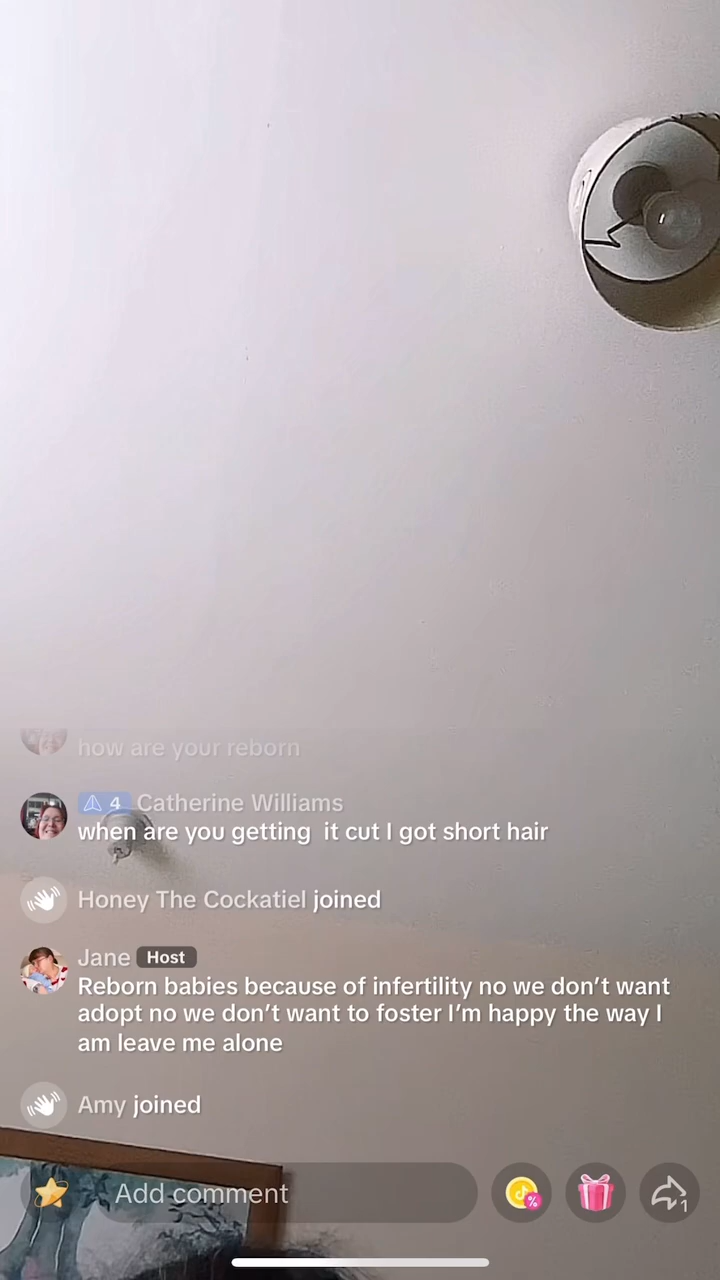 how are your reborn
4 Catherine Williams
when are you getting it cut I got short hair
Honey The Cockatiel joined
Jane Host
Reborn babies because of infertility no we don’t want
adopt no we don’t want to foster I’m happy the way I
am leave me alone
Amy joined
Add comment
1